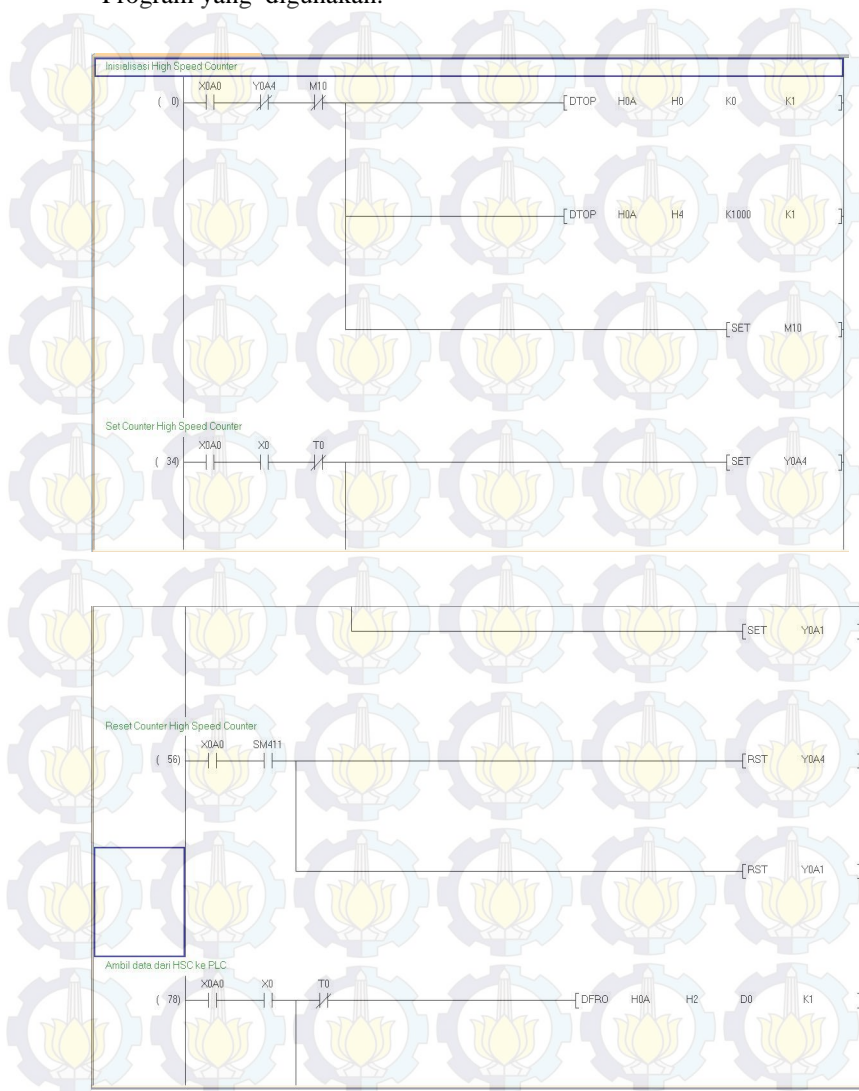 Program yang digunakan:
Inisialisasi High Speed Counter
X0A0 Y0A4 M10
( 0) [DTOP H0A H0 K0 K1 ]
[DTOP H0A H4 K1000 K1 ]
[SET M10 ]
Set Counter High Speed Counter
X0A0 X0 T0
( 34) [SET Y0A4 ]
[SET Y0A1 ]
Reset Counter High Speed Counter
X0A0 SM411
( 56) [RST Y0A4 ]
[RST Y0A1 ]
Ambil data dari HSC ke PLC
X0A0 X0 T0
( 78) [DFRO H0A H2 D0 K1 ]